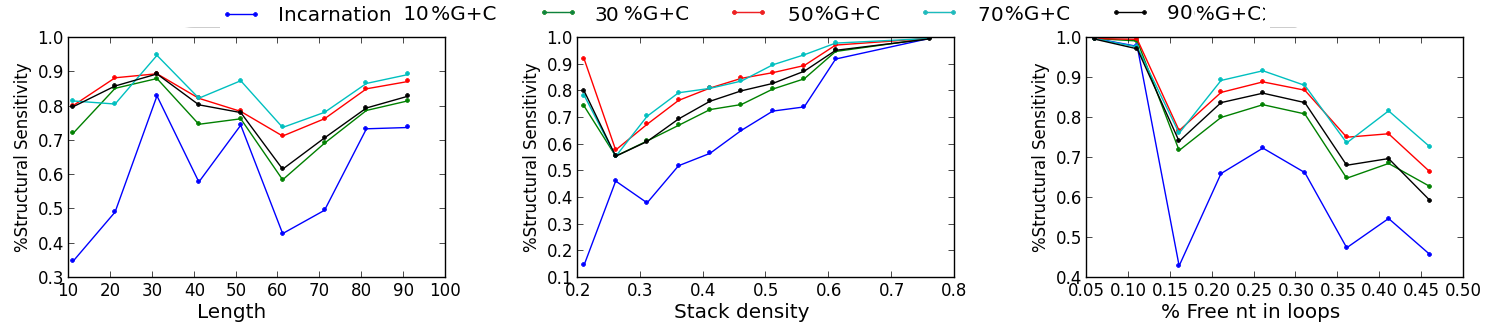 Incarnation 10%G+C 30%G+C 50%G+C 70%G+C 90%G+C
1.0 0.9 0.8 0.7 0.6 0.5 0.4 0.3
%Structural Sensitivity
10 20 30 40 50 60 70 80 90 100
Length
1.0 0.9 0.8 0.7 0.6 0.5 0.4 0.3 0.2 0.1
%Structural Sensitivity
0.2 0.3 0.4 0.5 0.6 0.7 0.8
Stack density
1.0 0.9 0.8 0.7 0.6 0.5 0.4
%Structural Sensitivity
0.05 0.10 0.15 0.20 0.25 0.30 0.35 0.40 0.45 0.50
% Free nt in loops